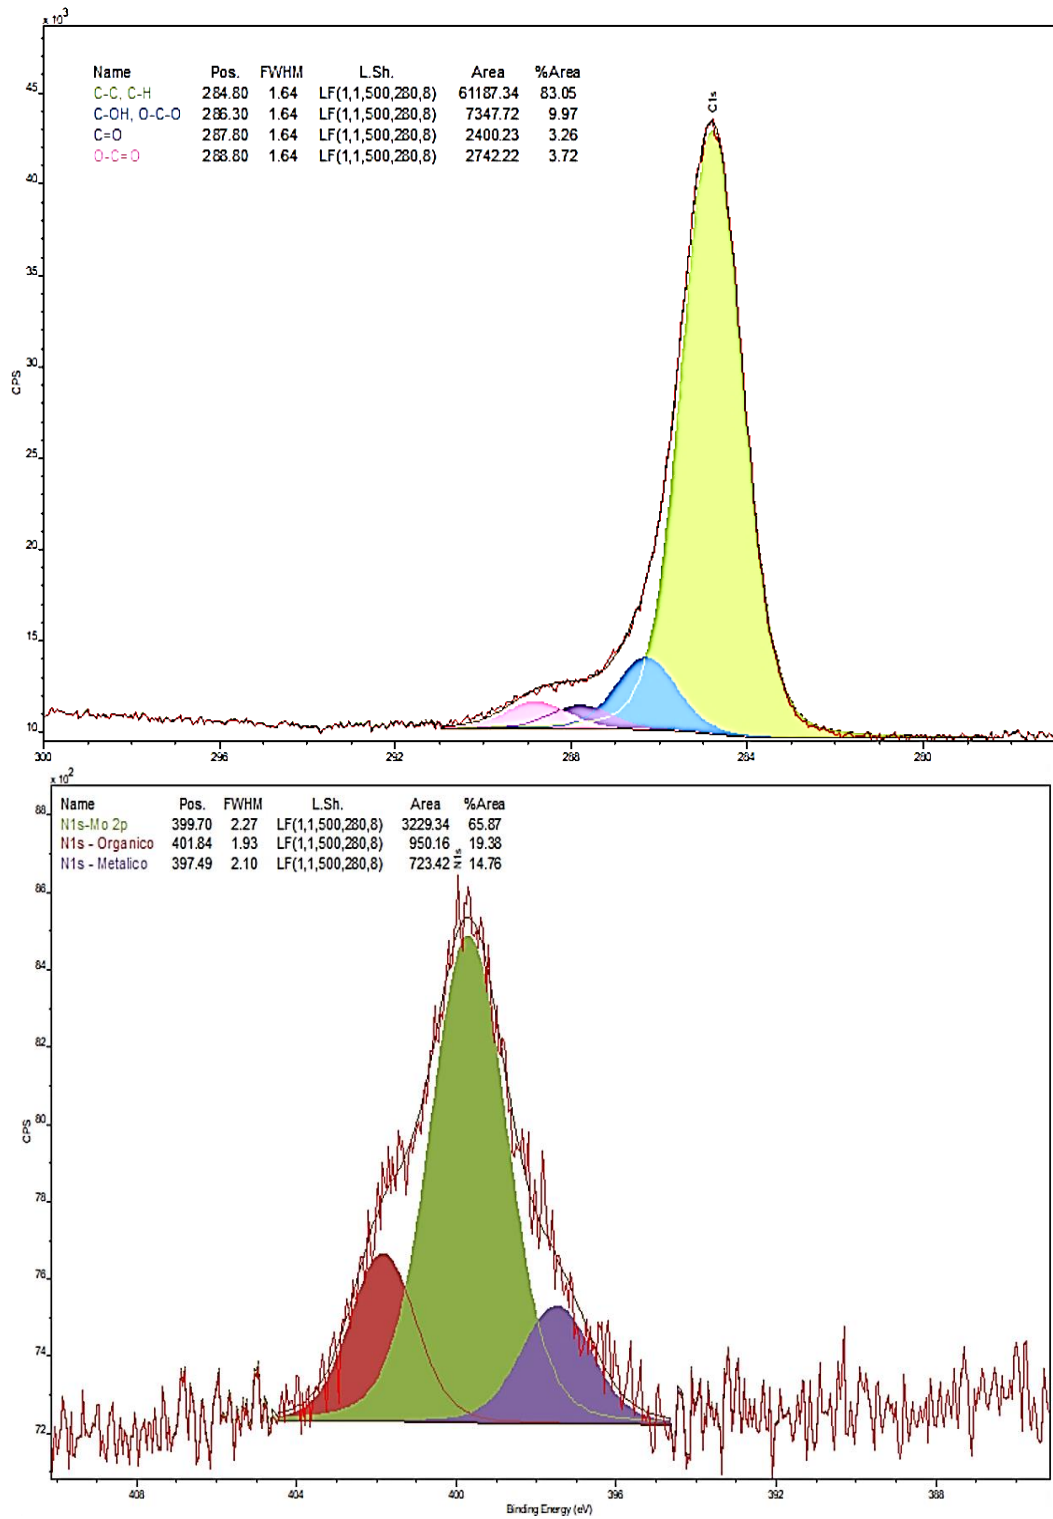 x 10³
Name Pos. FWHM L.Sh. Area %Area
C-C, C-H 284.80 1.64 LF(1,1,500,280,8) 61187.34 83.05
C-OH, O-C-O 286.30 1.64 LF(1,1,500,280,8) 7347.72 9.97
C=O 287.80 1.64 LF(1,1,500,280,8) 2400.23 3.26
O-C=O 288.80 1.64 LF(1,1,500,280,8) 2742.22 3.72
C1s
45
40
35
30
25
20
15
10
CPS
300 296 292 288 284 280
x 10²
Name Pos. FWHM L.Sh. Area %Area
N1s-Mo 2p 399.70 2.27 LF(1,1,500,280,8) 3229.34 65.87
N1s - Organico 401.84 1.93 LF(1,1,500,280,8) 950.16 19.38
N1s - Metalico 397.49 2.10 LF(1,1,500,280,8) 723.42 14.76
N1s
88
86
84
82
80
78
76
74
72
CPS
408 404 400 396 392 388
Binding Energy (eV)